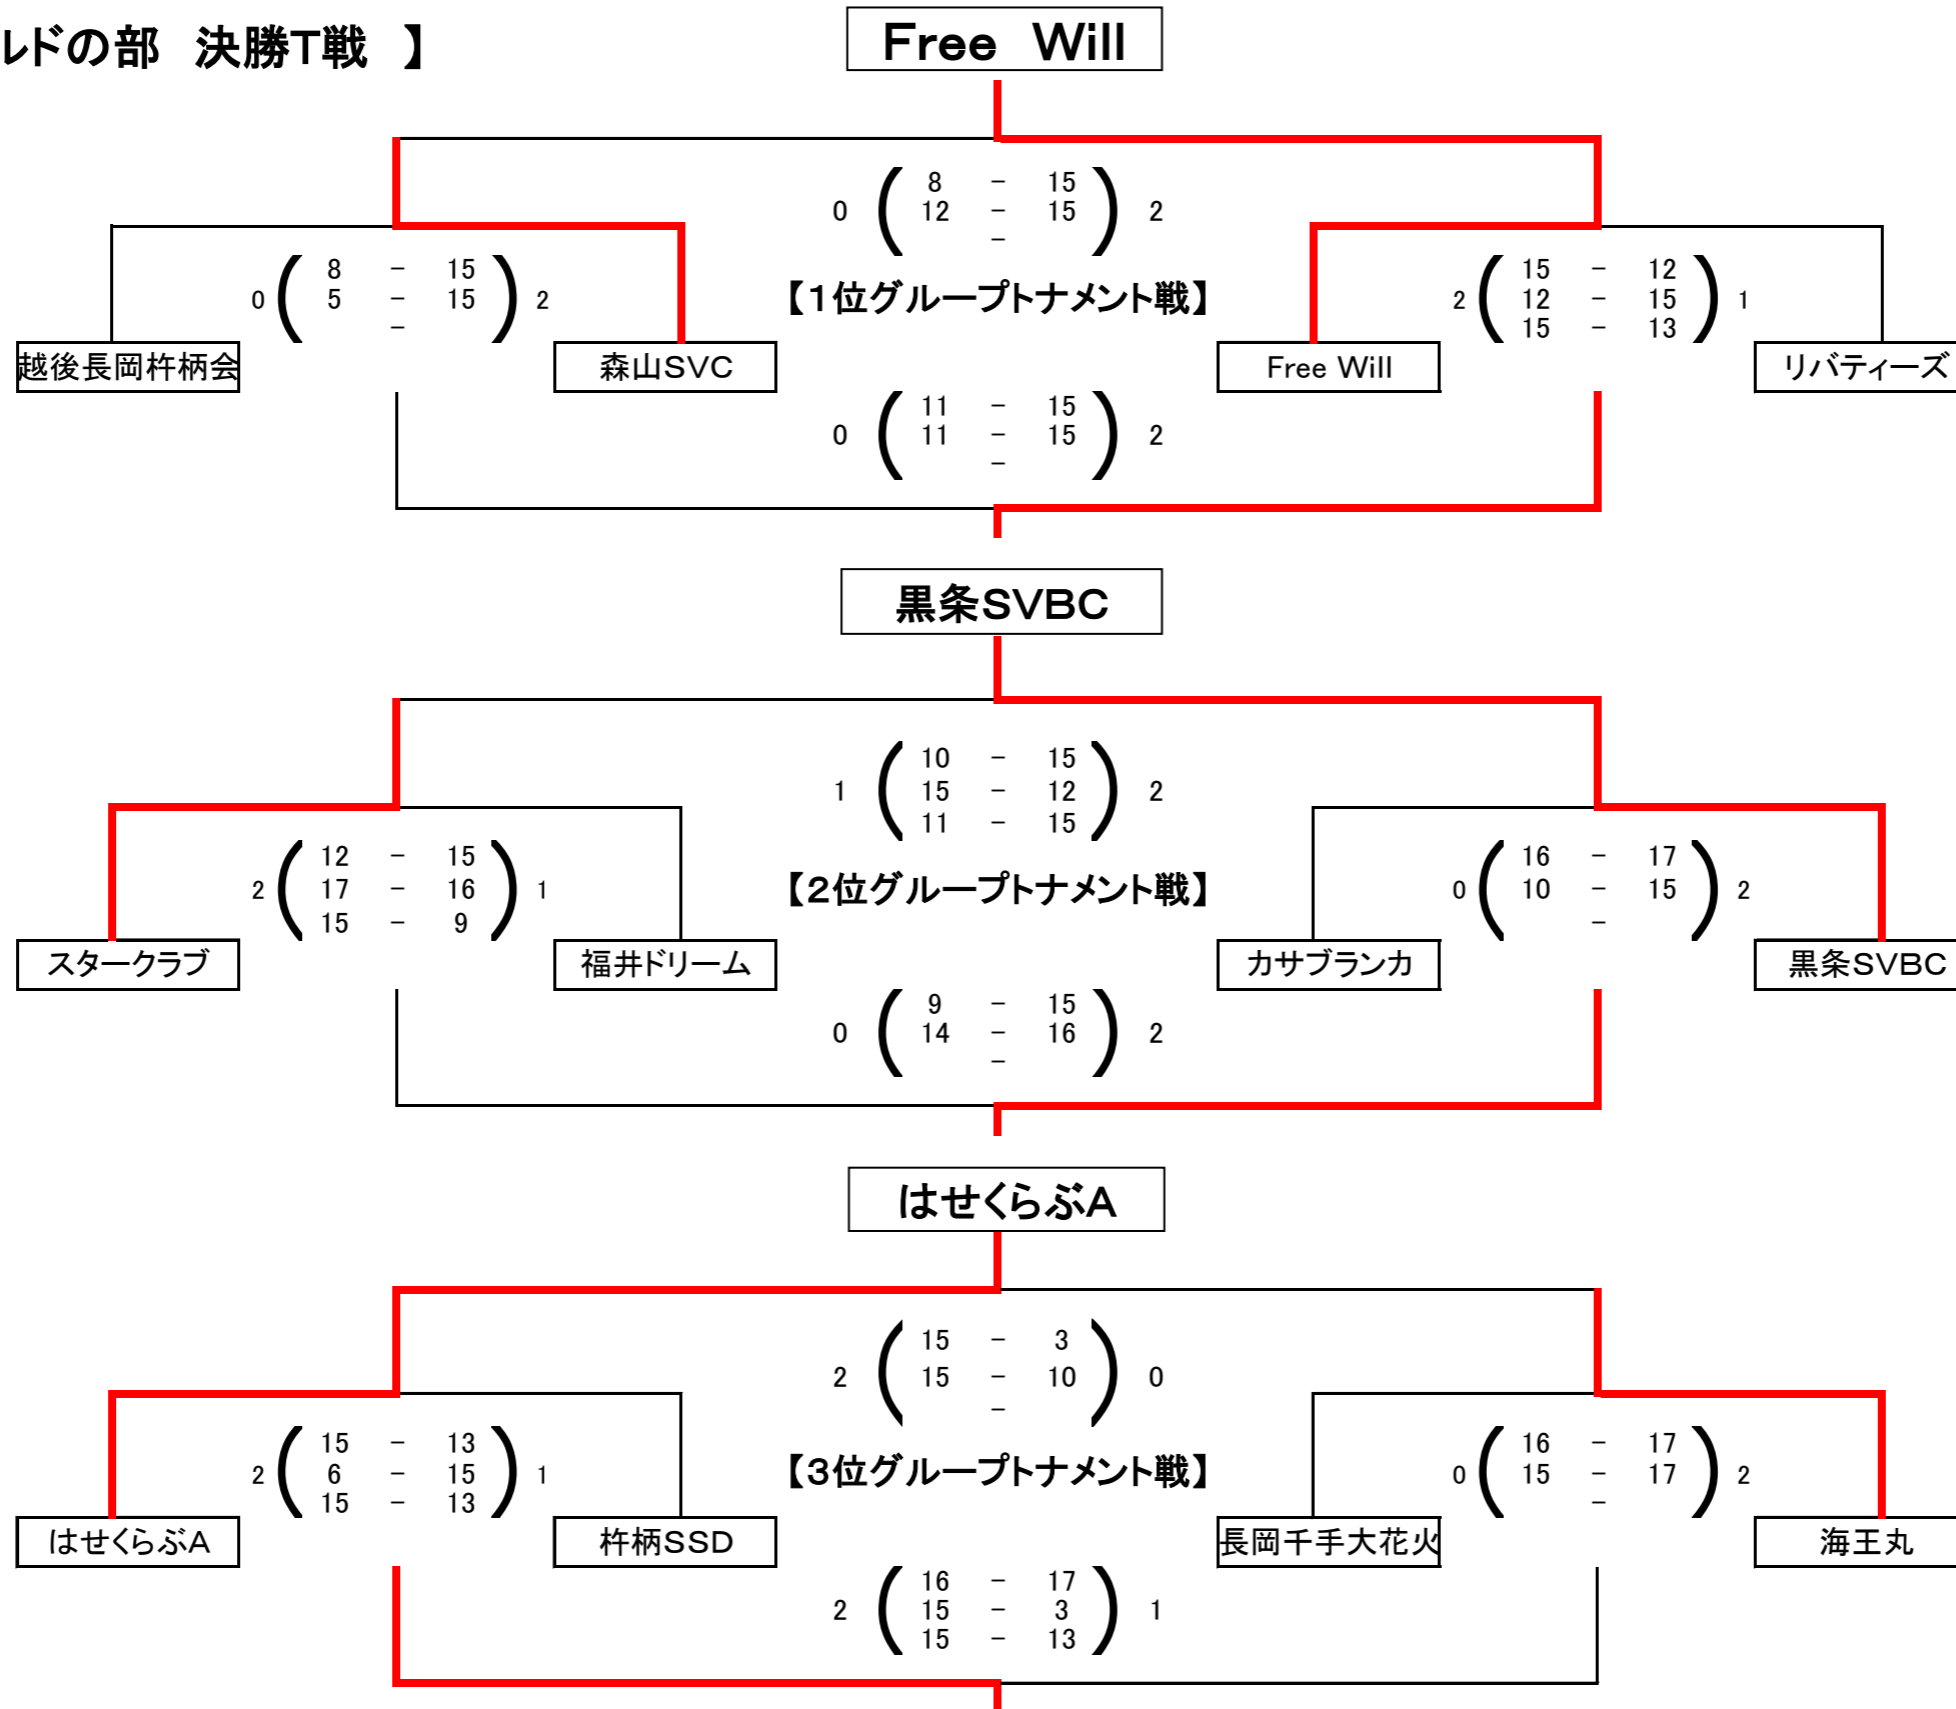 ルドの部 決勝T戦 】
Free Will
8 - 15
0 ( 12 - 15 ) 2
-
8 - 15
0 ( 5 - 15 ) 2
-
【1位グループトナメント戦】
15 - 12
2 ( 12 - 15 ) 1
15 - 13
越後長岡杵柄会
森山SVC
Free Will
リバティーズ
11 - 15
0 ( 11 - 15 ) 2
-
黒条SVBC
10 - 15
1 ( 15 - 12 ) 2
11 - 15
12 - 15
2 ( 17 - 16 ) 1
15 - 9
【2位グループトナメント戦】
16 - 17
0 ( 10 - 15 ) 2
-
スタークラブ
福井ドリーム
カサブランカ
黒条SVBC
9 - 15
0 ( 14 - 16 ) 2
-
はせくらぶA
15 - 3
2 ( 15 - 10 ) 0
-
15 - 13
2 ( 6 - 15 ) 1
15 - 13
【3位グループトナメント戦】
16 - 17
0 ( 15 - 17 ) 2
-
はせくらぶA
杵柄SSD
長岡千手大花火
海王丸
16 - 17
2 ( 15 - 3 ) 1
15 - 13